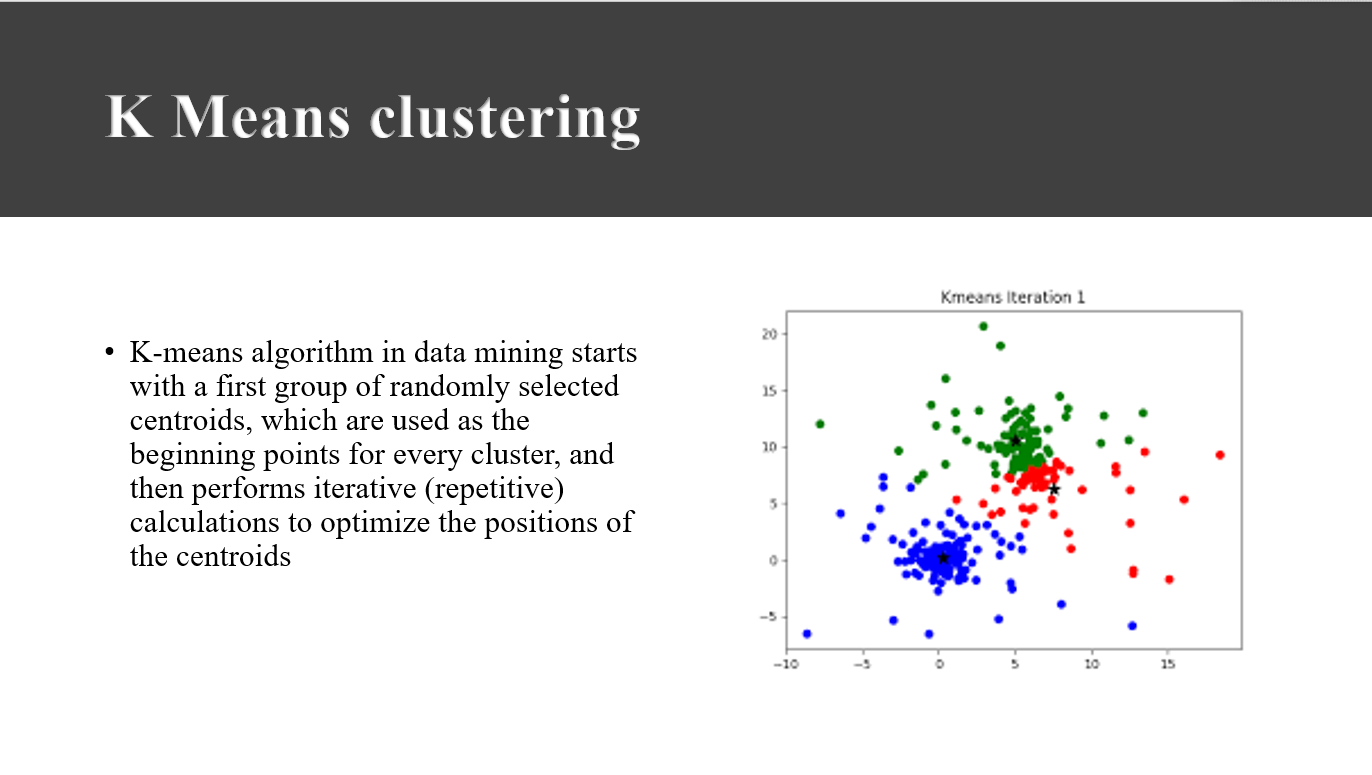 K Means clustering
• K-means algorithm in data mining starts
with a first group of randomly selected
centroids, which are used as the
beginning points for every cluster, and
then performs iterative (repetitive)
calculations to optimize the positions of
the centroids
Kmeans Iteration 1
20
15
10
5
0
−5
−10 −5 0 5 10 15